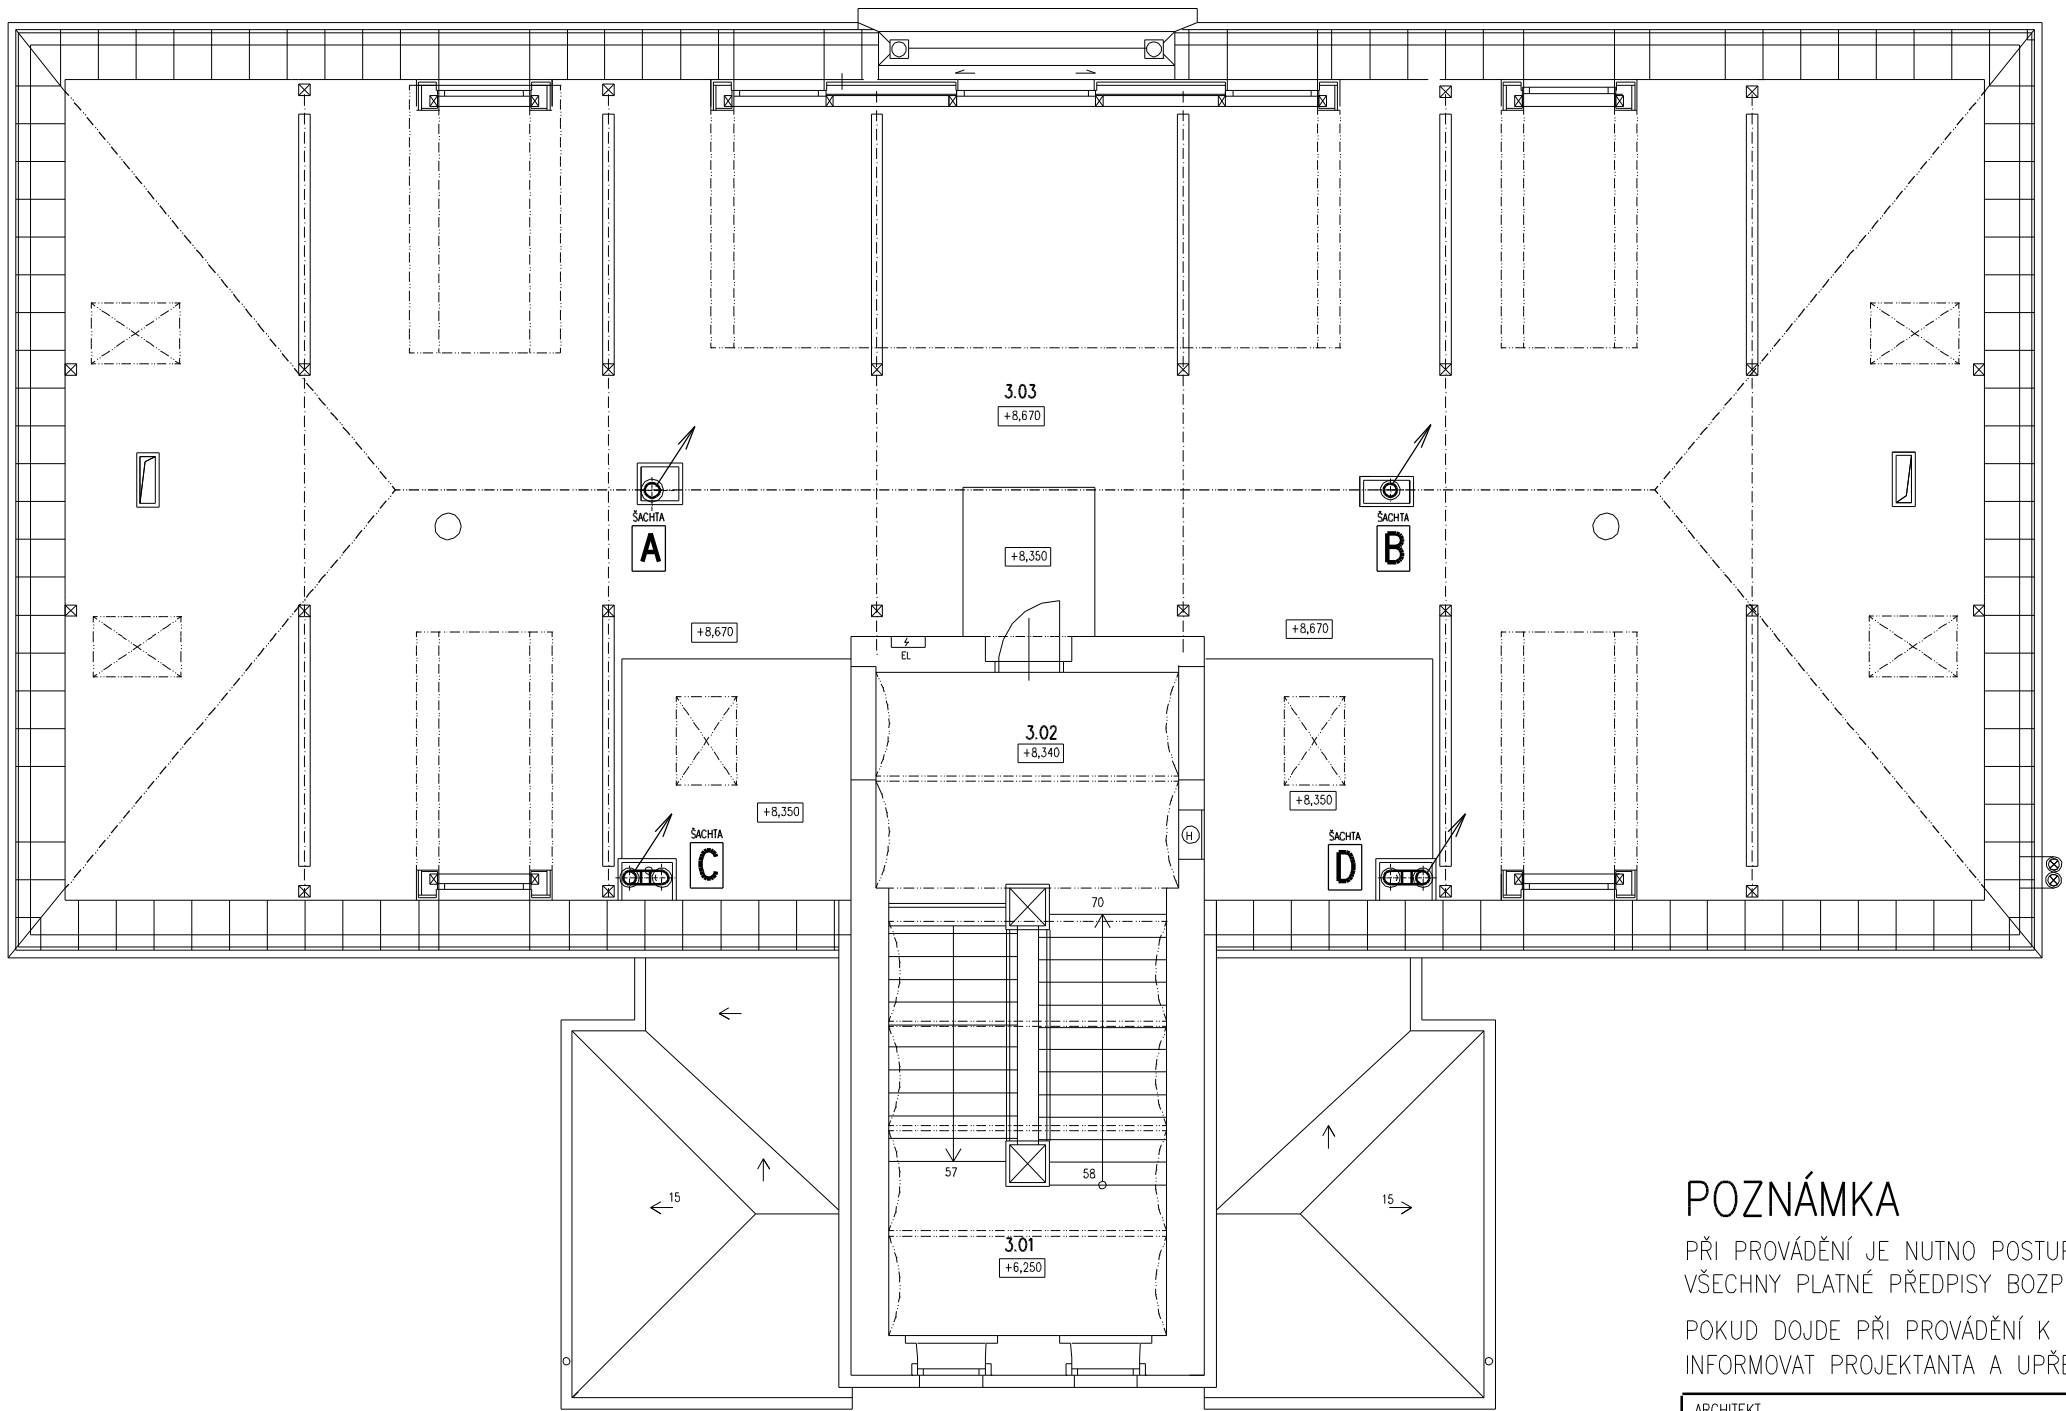 3.03
+8,670
ŠACHTA
A
ŠACHTA
B
+8,350
+8,670
+8,670
EL
3.02
+8,340
+8,350
+8,350
ŠACHTA
C
ŠACHTA
D
H
70
57
58
15
15
3.01
+6,250
POZNÁMKA
PŘI PROVÁDĚNÍ JE NUTNO POSTUP
VŠECHNY PLATNÉ PŘEDPISY BOZP
POKUD DOJDE PŘI PROVÁDĚNÍ K
INFORMOVAT PROJEKTANTA A UPŘE
ARCHITEKT